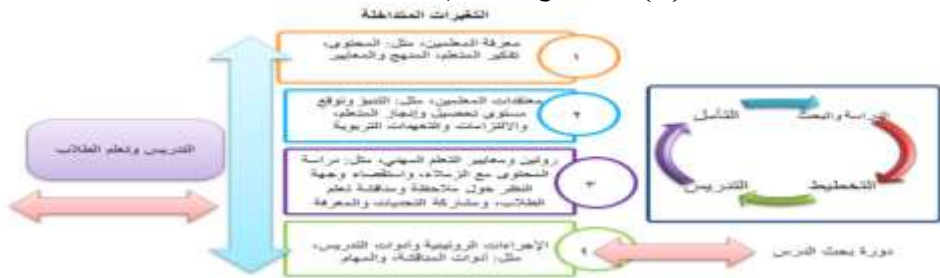 التغيرات المتداخلة
معرفة المعلمين، مثل: المحتوى،
تفكير المتعلم، المنهج والمعايير
١
معتقدات المعلمين، مثل: التنبؤ وتوقع
مستوى تحصيل وإنجاز المتعلم،
والالتزامات والتعهدات التربوية
٢
روتين ومعايير التعلم المهني، مثل: دراسة
المحتوى مع الزملاء، واستقصاء وجهة
النظر حول ملاحظة ومناقشة تعلم
الطلاب، ومشاركة التحديات والمعرفة
٣
الإجراءات الروتينية وأدوات التدريس،
مثل: أدوات المناقشة، والمهام
٤
التدريس وتعلم الطلاب
الدراسة والبحث
التأمل
التخطيط
التدريس
دورة بحث الدرس